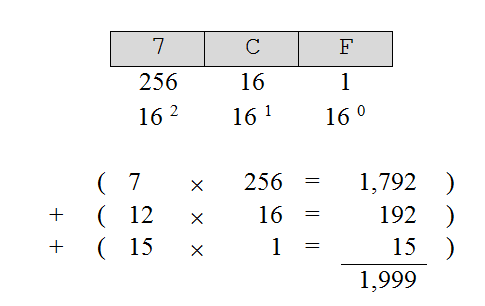 7 C F
256 16 1
16 2 16 1 16 0
( 7 × 256 = 1,792 )
+ ( 12 × 16 = 192 )
+ ( 15 × 1 = 15 )
1,999